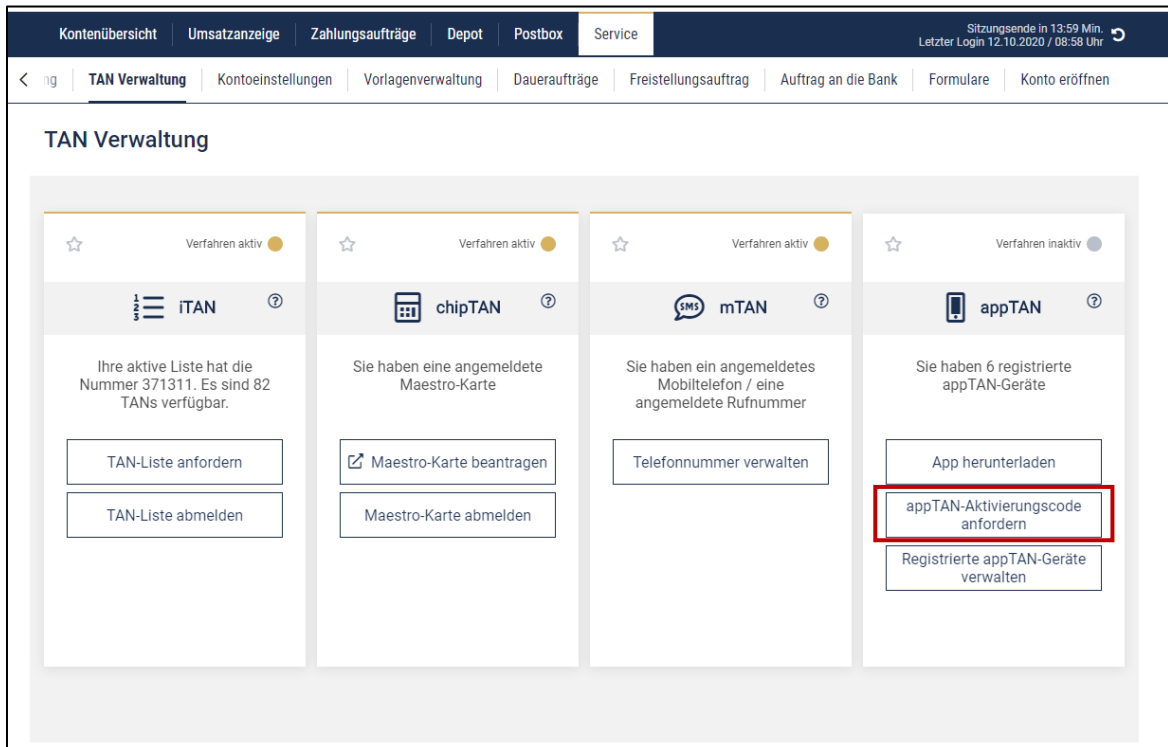 Kontenübersicht Umsatzanzeige Zahlungsaufträge Depot Postbox Service
Sitzungsende in 13:59 Min.
Letzter Login 12.10.2020 / 08:58 Uhr
ng TAN Verwaltung Kontoeinstellungen Vorlagenverwaltung Daueraufträge Freistellungsauftrag Auftrag an die Bank Formulare Konto eröffnen
TAN Verwaltung
Verfahren aktiv
iTAN
Ihre aktive Liste hat die
Nummer 371311. Es sind 82
TANs verfügbar.
TAN-Liste anfordern
TAN-Liste abmelden
Verfahren aktiv
chipTAN
Sie haben eine angemeldete
Maestro-Karte
Maestro-Karte beantragen
Maestro-Karte abmelden
Verfahren aktiv
SMS mTAN
Sie haben ein angemeldetes
Mobiltelefon / eine
angemeldete Rufnummer
Telefonnummer verwalten
Verfahren inaktiv
appTAN
Sie haben 6 registrierte
appTAN-Geräte
App herunterladen
appTAN-Aktivierungscode
anfordern
Registrierte appTAN-Geräte
verwalten